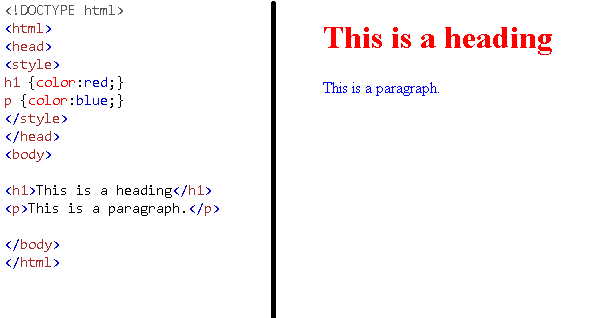 <!DOCTYPE html>
<html>
<head>
<style>
h1 {color:red;}
p {color:blue;}
</style>
</head>
<body>
<h1>This is a heading</h1>
<p>This is a paragraph.</p>
</body>
</html>
This is a heading
This is a paragraph.